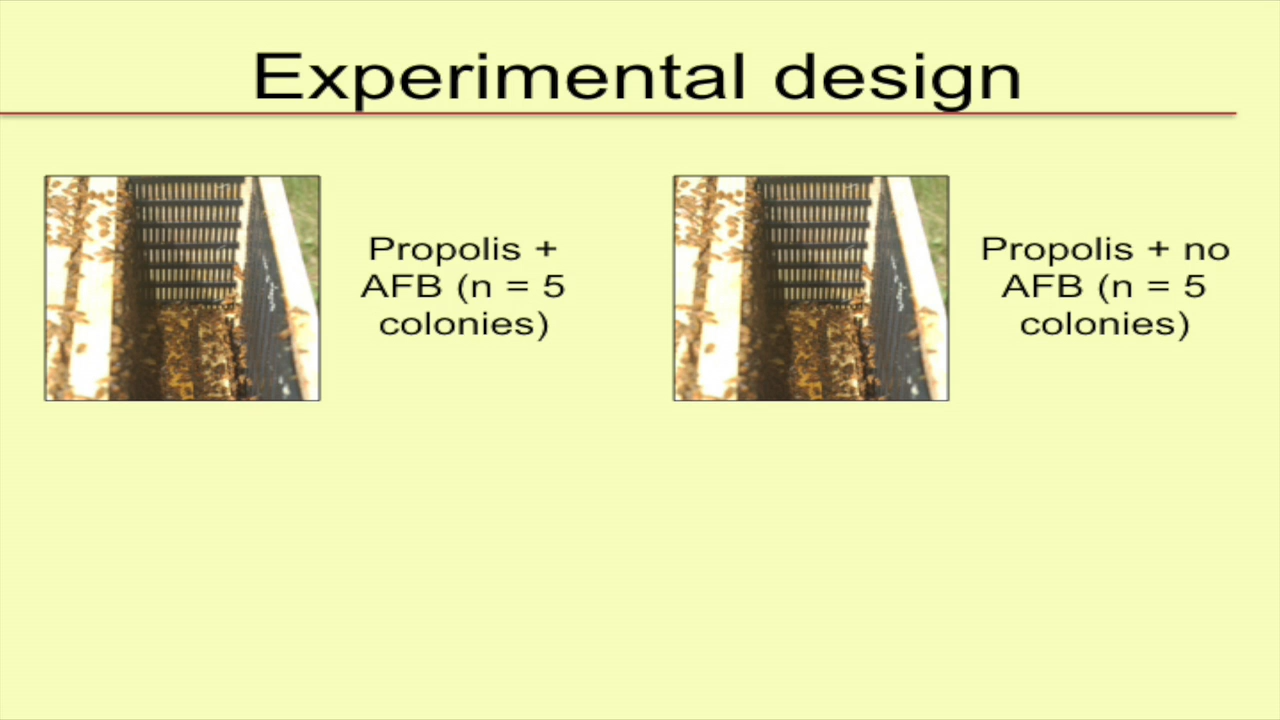 Experimental design
Propolis +
AFB (n = 5
colonies)
Propolis + no
AFB (n = 5
colonies)